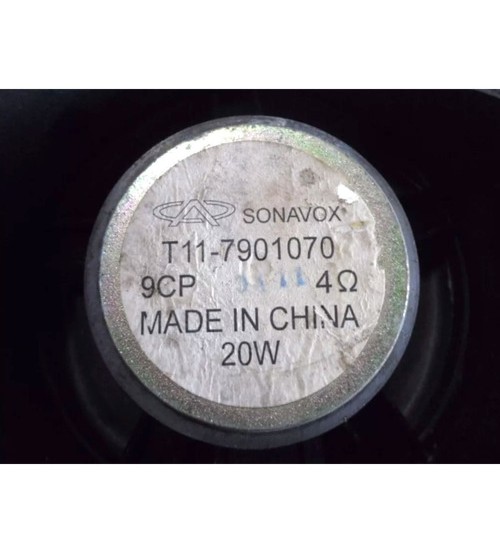 SONAVOX®
T11-7901070
9CP 4Ω
MADE IN CHINA
20W